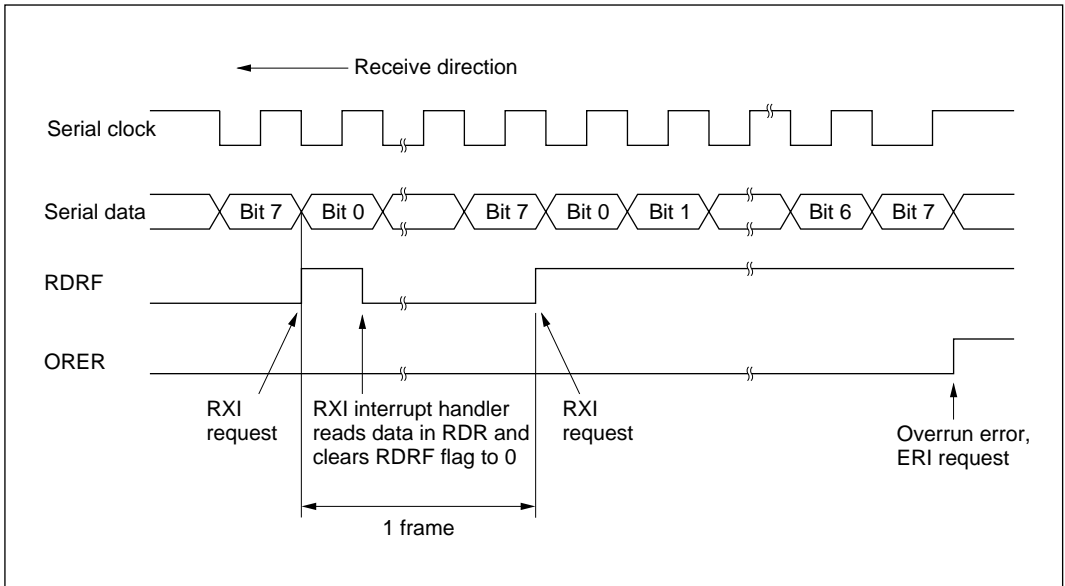 Receive direction
Serial clock
Serial data
Bit 7
Bit 0
Bit 7
Bit 0
Bit 1
Bit 6
Bit 7
RDRF
ORER
RXI
request
RXI interrupt handler
reads data in RDR and
clears RDRF flag to 0
RXI
request
Overrun error,
ERI request
1 frame